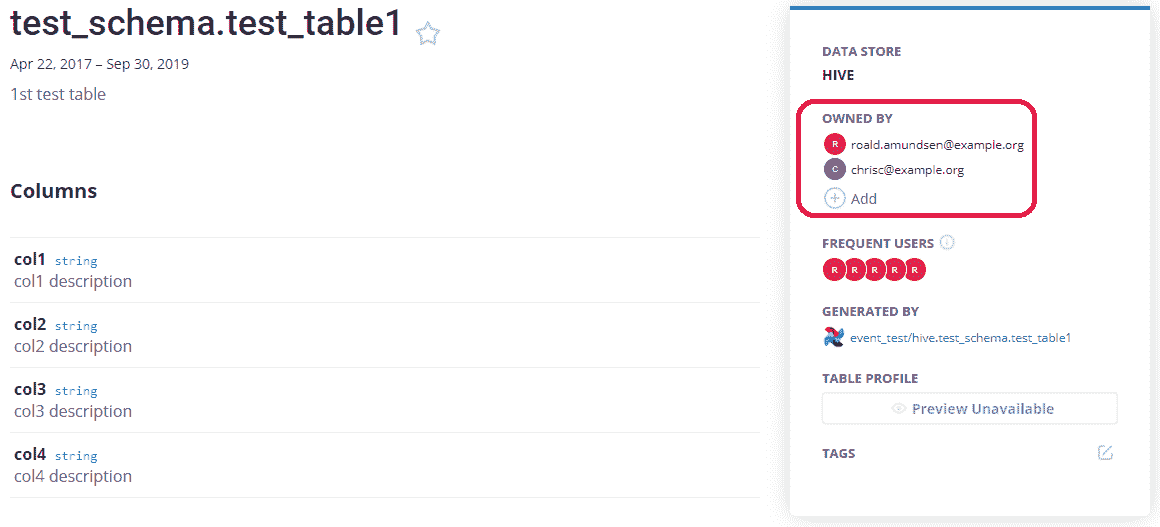 test_schema.test_table1
Apr 22, 2017 – Sep 30, 2019
1st test table
Columns
col1 string
col1 description
col2 string
col2 description
col3 string
col3 description
col4 string
col4 description
DATA STORE
HIVE
OWNED BY
R roald.amundsen@example.org
C chrisc@example.org
+ Add
FREQUENT USERS i
R R R R R
GENERATED BY
event_test/hive.test_schema.test_table1
TABLE PROFILE
Preview Unavailable
TAGS